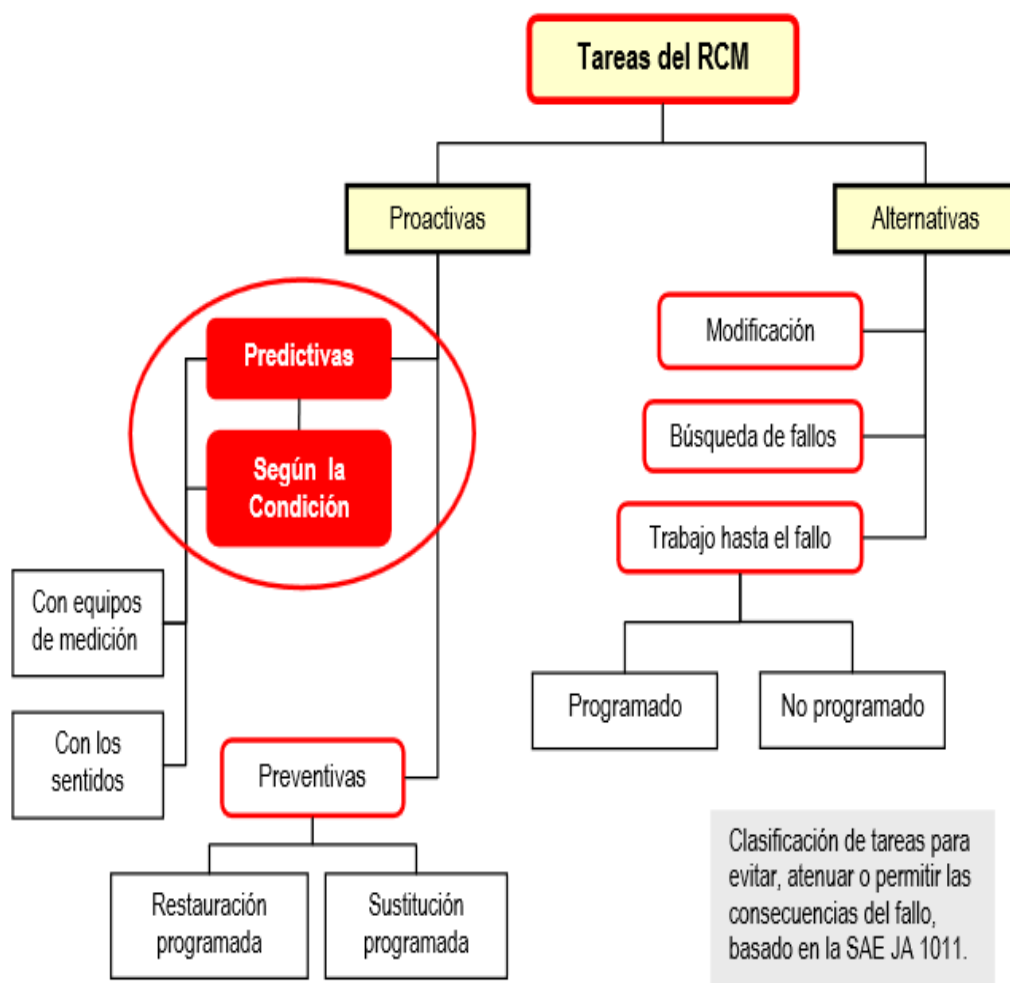 Tareas del RCM
Proactivas
Alternativas
Predictivas
Según la
Condición
Con equipos
de medición
Con los
sentidos
Preventivas
Restauración
programada
Sustitución
programada
Modificación
Búsqueda de fallos
Trabajo hasta el fallo
Programado
No programado
Clasificación de tareas para
evitar, atenuar o permitir las
consecuencias del fallo,
basado en la SAE JA 1011.